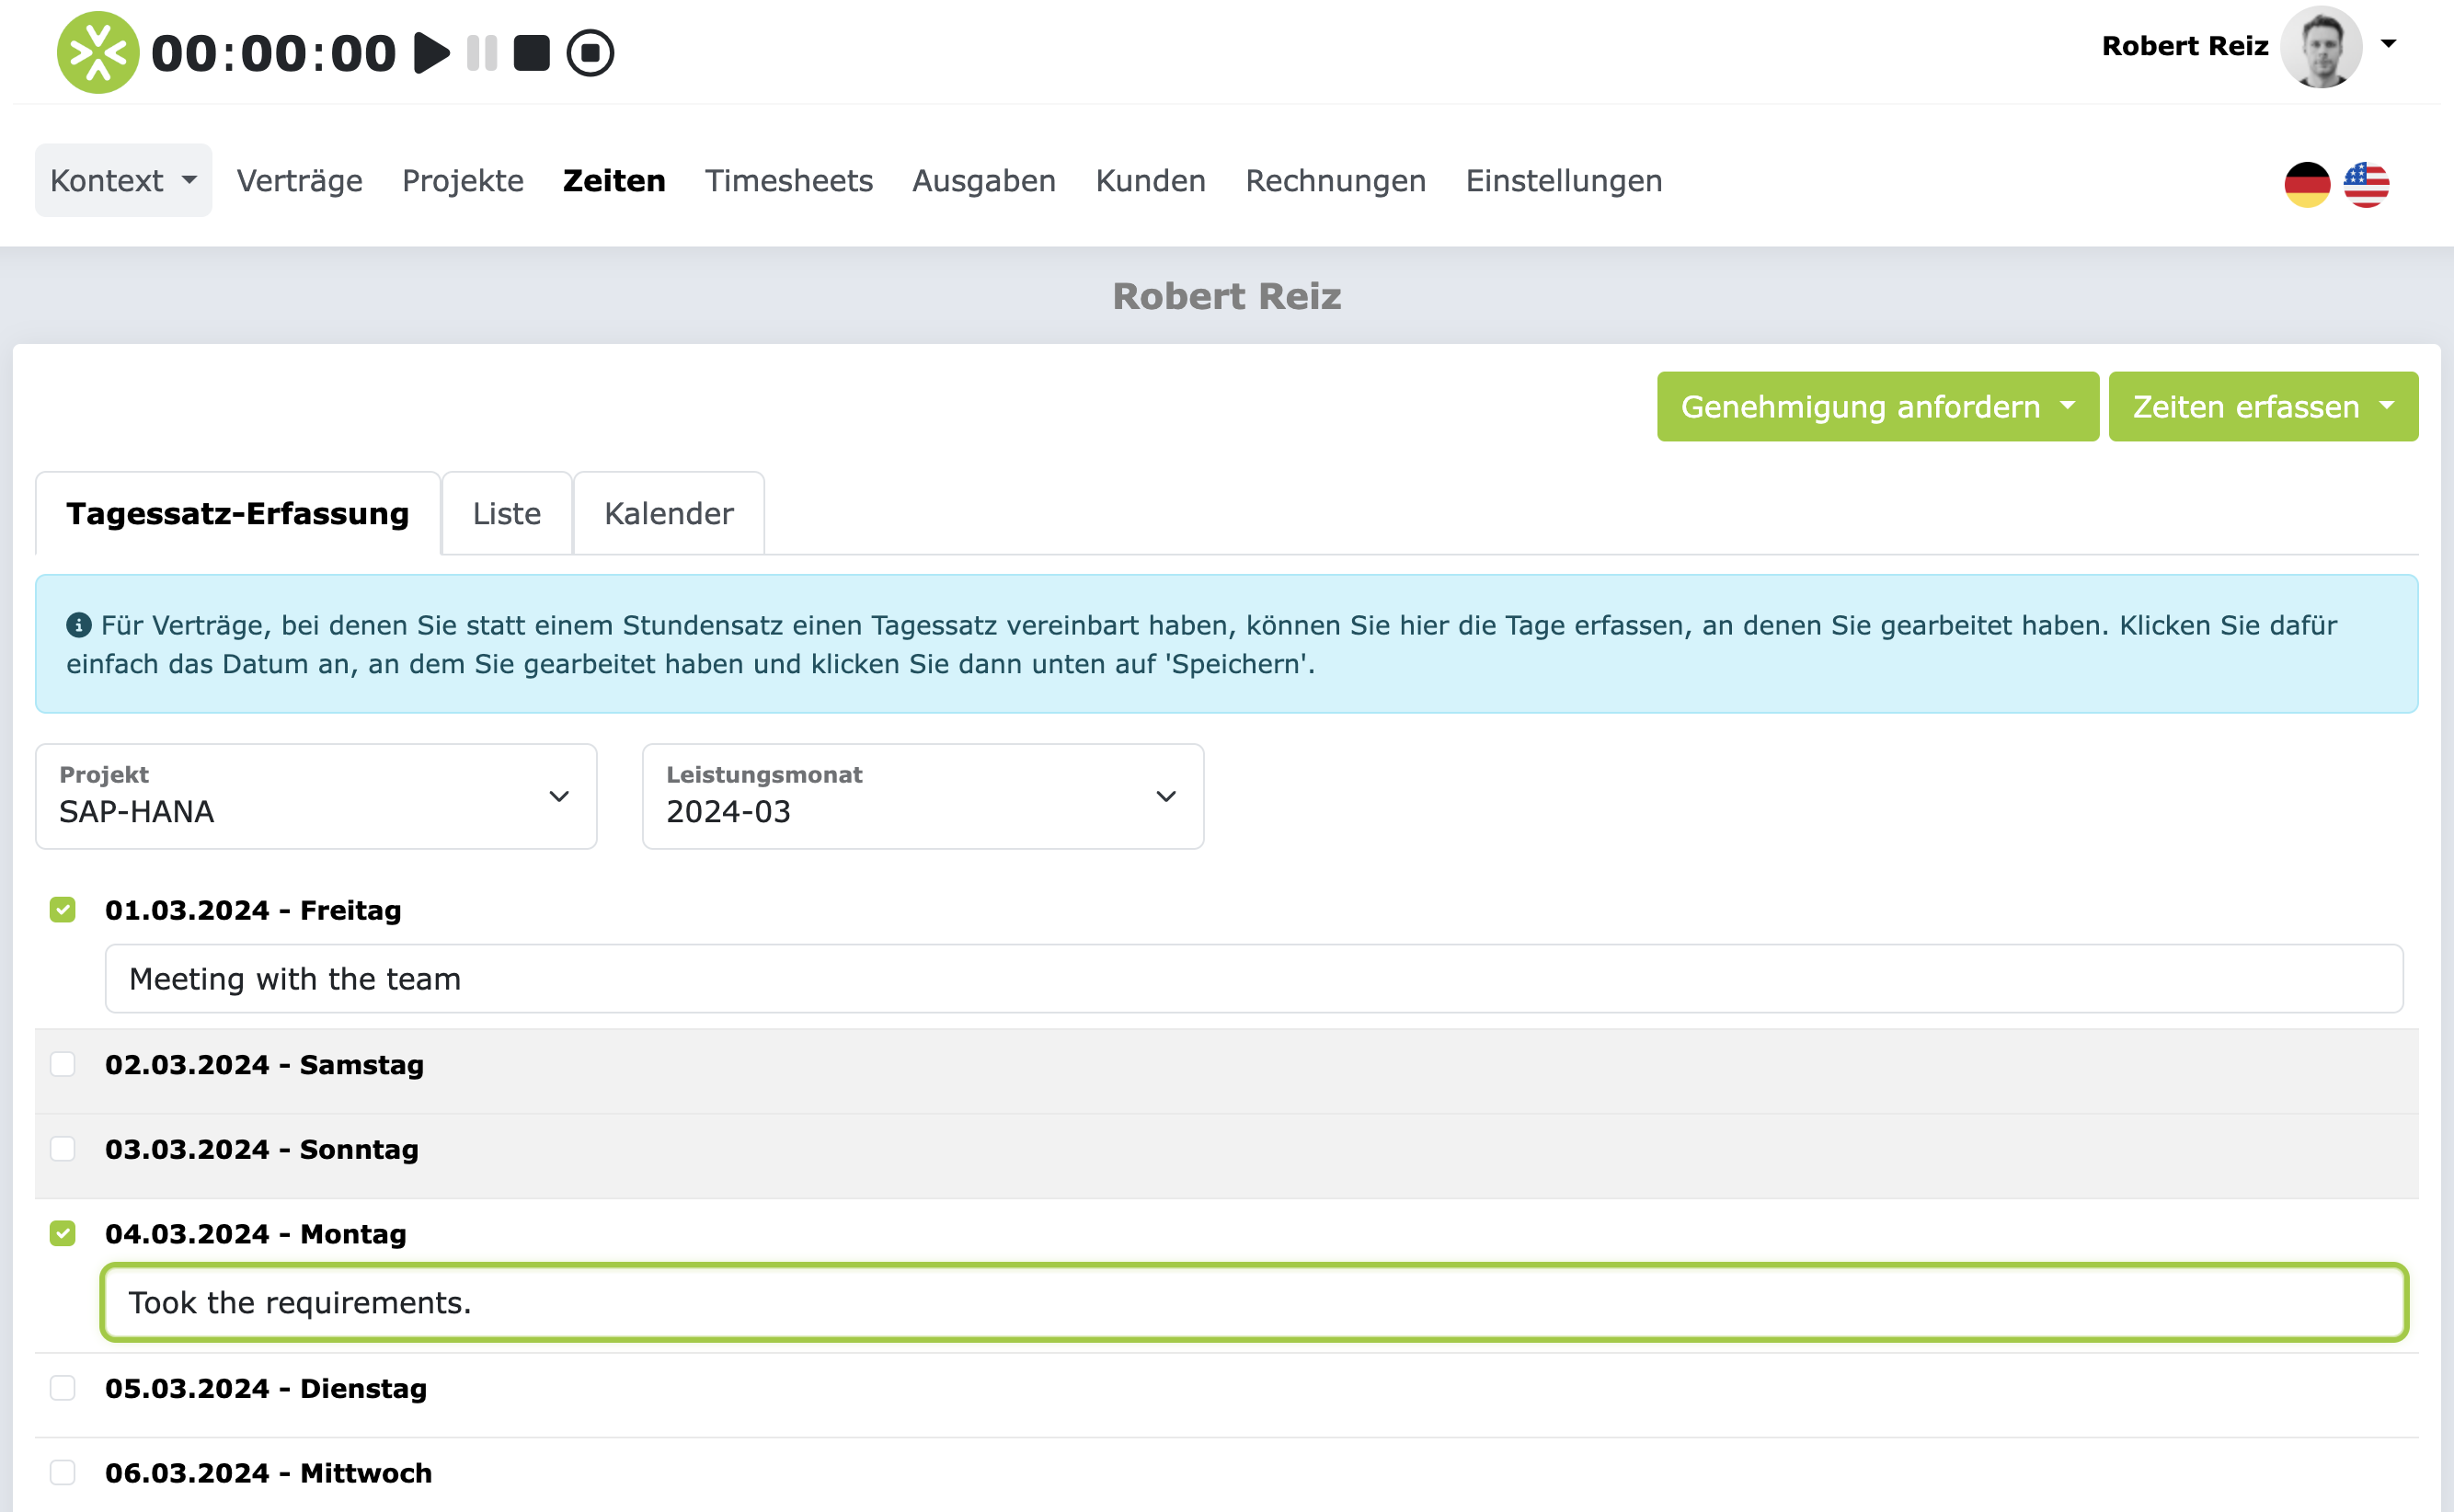 00:00:00
Robert Reiz
Kontext Verträge Projekte Zeiten Timesheets Ausgaben Kunden Rechnungen Einstellungen
Robert Reiz
Genehmigung anfordern Zeiten erfassen
Tagessatz-Erfassung Liste Kalender
Für Verträge, bei denen Sie statt einem Stundensatz einen Tagessatz vereinbart haben, können Sie hier die Tage erfassen, an denen Sie gearbeitet haben. Klicken Sie dafür
einfach das Datum an, an dem Sie gearbeitet haben und klicken Sie dann unten auf 'Speichern'.
Projekt
SAP-HANA
Leistungsmonat
2024-03
01.03.2024 - Freitag
Meeting with the team
02.03.2024 - Samstag
03.03.2024 - Sonntag
04.03.2024 - Montag
Took the requirements.
05.03.2024 - Dienstag
06.03.2024 - Mittwoch